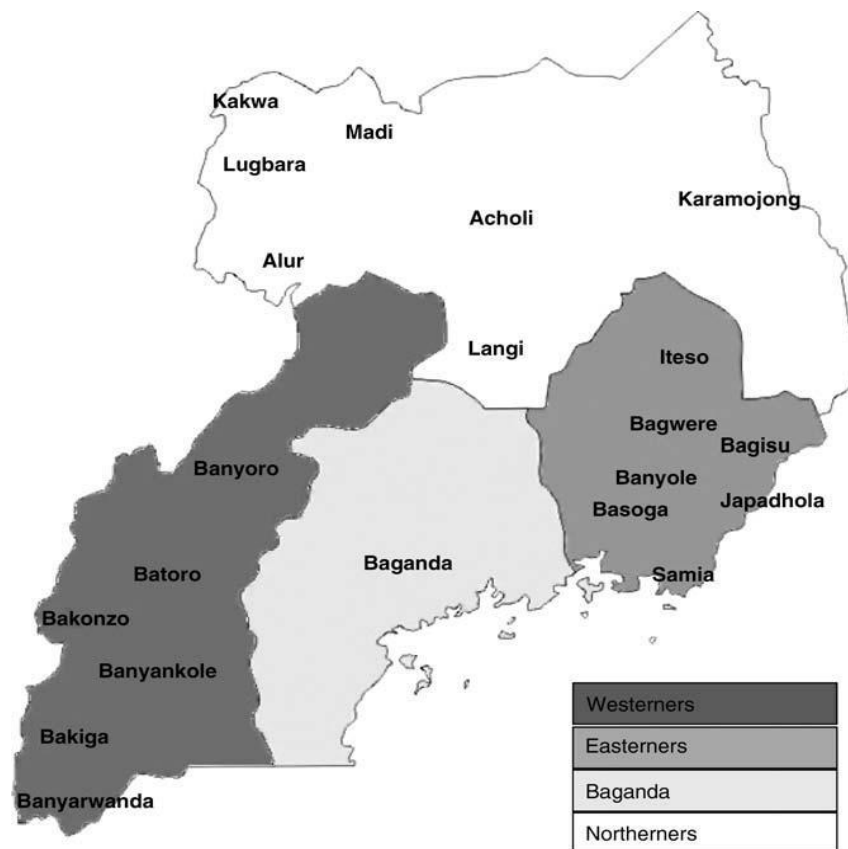 Kakwa
Madi
Lugbara
Karamojong
Acholi
Alur
Langi
Iteso
Bagwere
Bagisu
Banyoro
Banyole
Japadhola
Basoga
Baganda
Batoro
Samia
Bakonzo
Banyankole
Bakiga
Banyarwanda
Westerners
Easterners
Baganda
Northerners